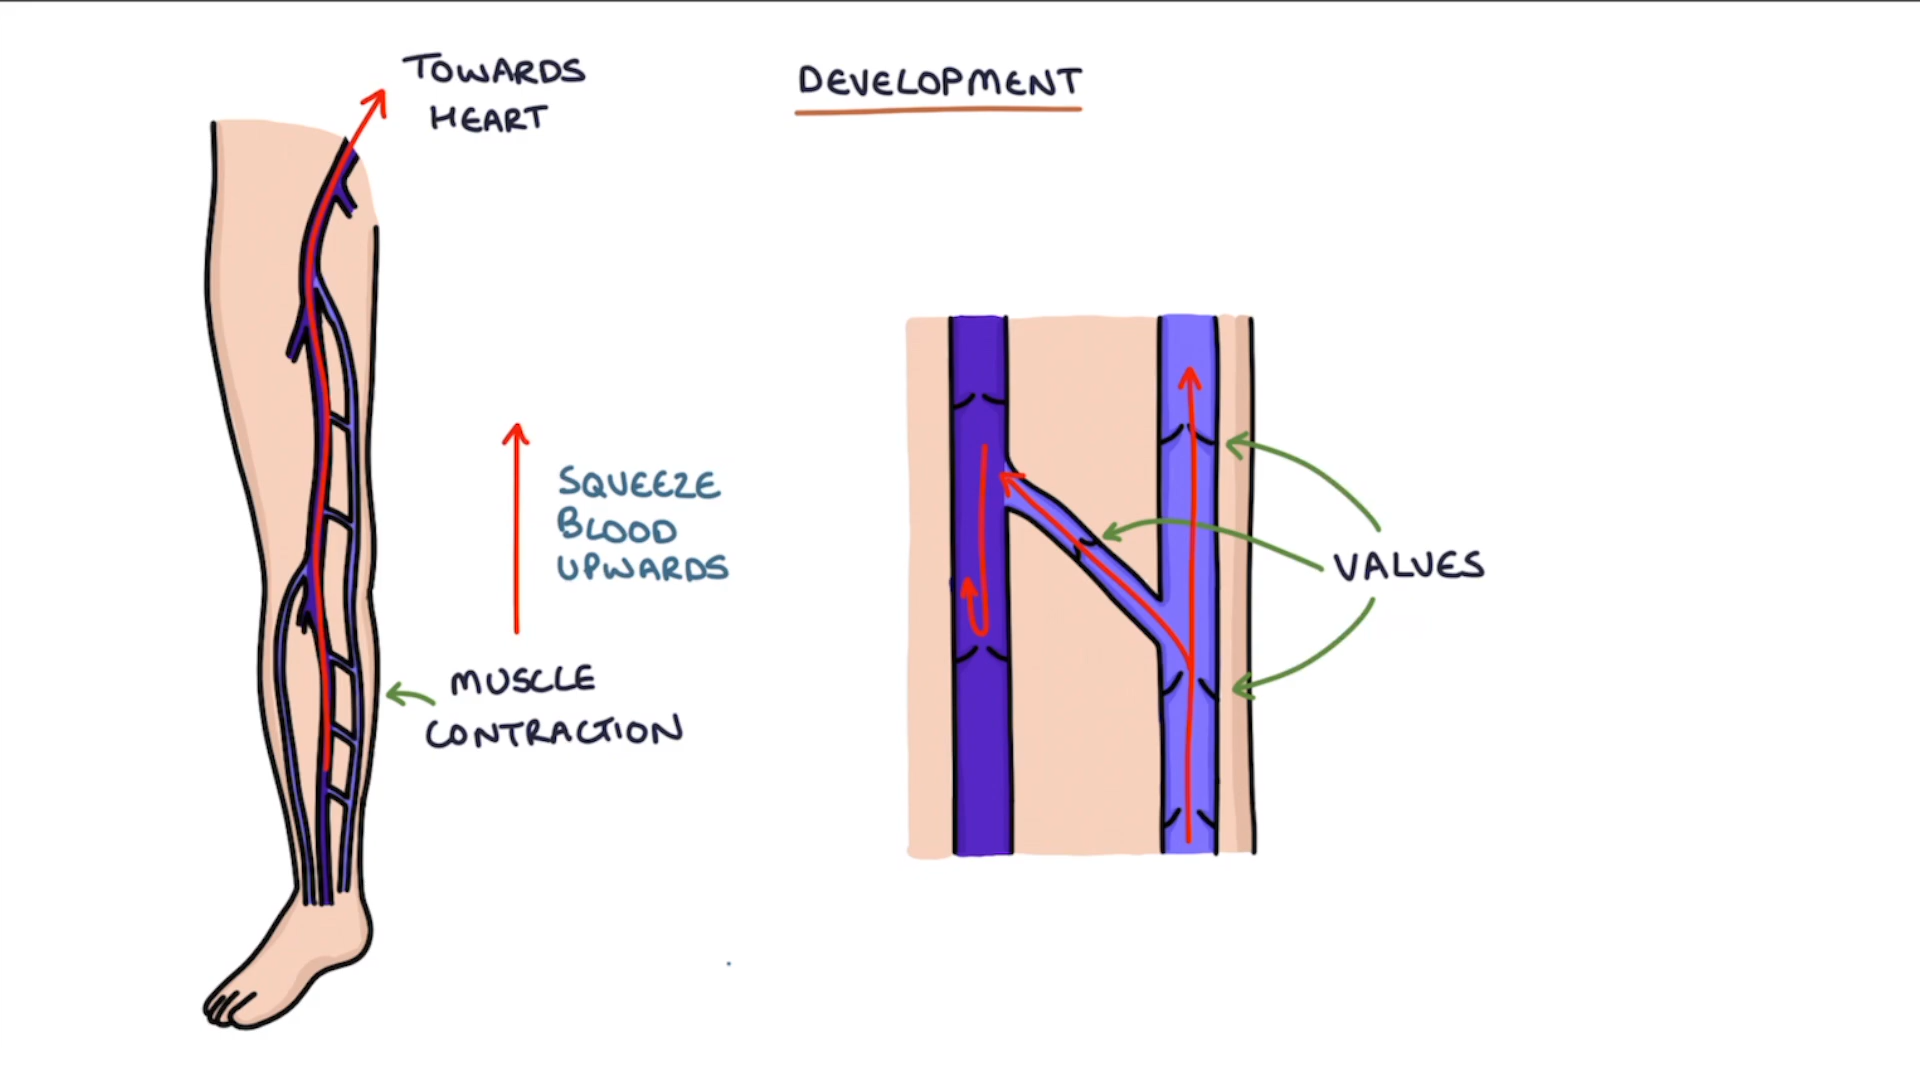 TOWARDS
HEART
DEVELOPMENT
SQUEEZE
BLOOD
UPWARDS
MUSCLE
CONTRACTION
VALVES